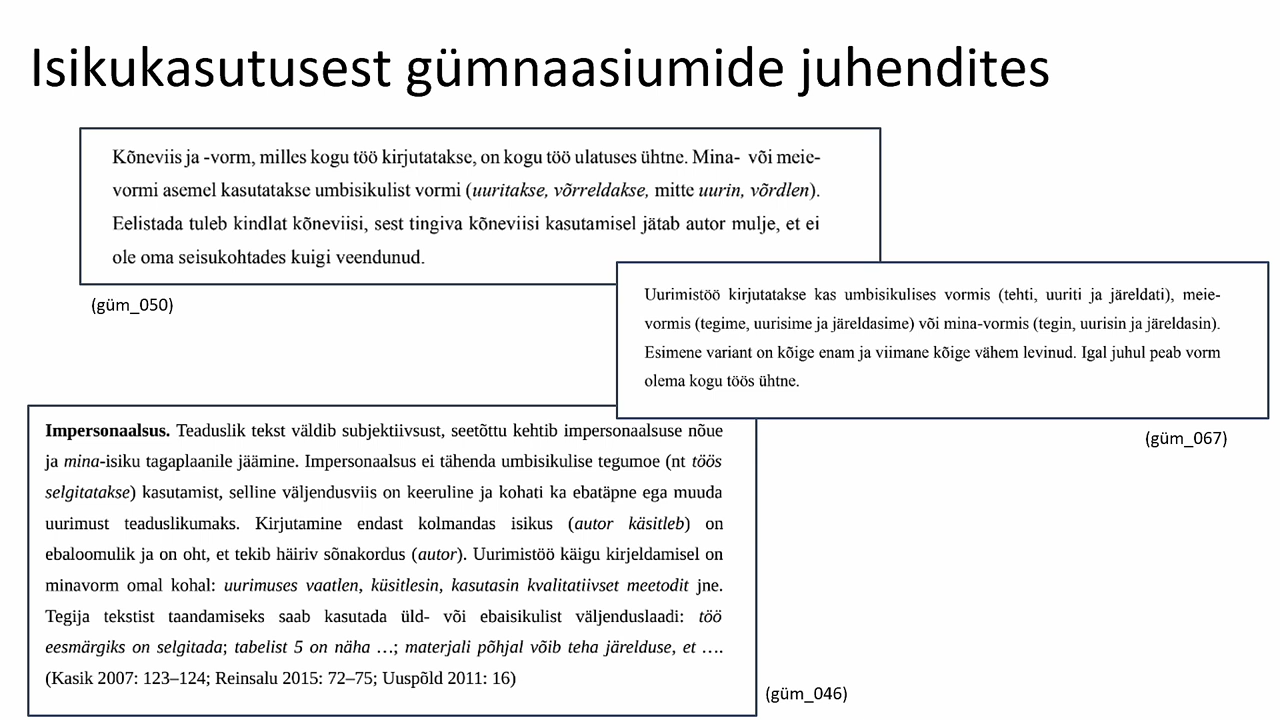 Isikukasutusest gümnaasiumide juhendites
Kõneviis ja -vorm, milles kogu töö kirjutatakse, on kogu töö ulatuses ühtne. Mina- või meie-
vormi asemel kasutatakse umbisikulist vormi (uuritakse, võrreldakse, mitte uurin, võrdlen).
Eelistada tuleb kindlat kõneviisi, sest tingiva kõneviisi kasutamisel jätab autor mulje, et ei
ole oma seisukohtades kuigi veendunud.
(güm_050)
Uurimistöö kirjutatakse kas umbisikulises vormis (tehti, uuriti ja järeldati), meie-
vormis (tegime, uurisime ja järeldasime) või mina-vormis (tegin, uurisin ja järeldasin).
Esimene variant on kõige enam ja viimane kõige vähem levinud. Igal juhul peab vorm
olema kogu töös ühtne.
(güm_067)
Impersonaalsus. Teaduslik tekst väldib subjektiivsust, seetõttu kehtib impersonaalsuse nõue
ja mina-isiku tagaplaanile jäämine. Impersonaalsus ei tähenda umbisikulise tegumoe (nt töös
selgitatakse) kasutamist, selline väljendusviis on keeruline ja kohati ka ebatäpne ega muuda
uurimust teaduslikumaks. Kirjutamine endast kolmandas isikus (autor käsitleb) on
ebaloomulik ja on oht, et tekib häiriv sõnakordus (autor). Uurimistöö käigu kirjeldamisel on
minavorm omal kohal: uurimuses vaatlen, küsitlesin, kasutasin kvalitatiivset meetodit jne.
Tegija tekstist taandamiseks saab kasutada üld- või ebaisikulist väljenduslaadi: töö
eesmärgiks on selgitada; tabelist 5 on näha …; materjali põhjal võib teha järelduse, et ….
(Kasik 2007: 123–124; Reinsalu 2015: 72–75; Uuspõld 2011: 16)
(güm_046)